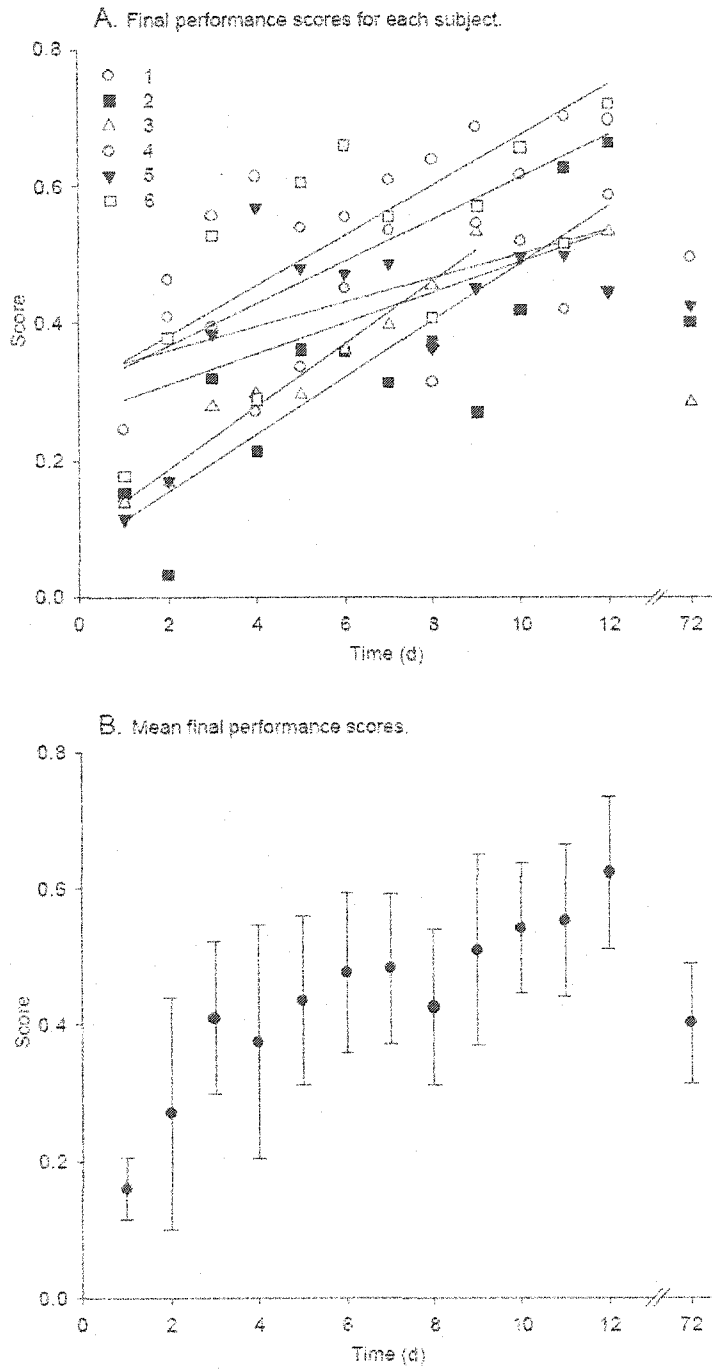 A. Final performance scores for each subject.
0.8
1
2
3
4
5
6
0.6
Score
0.4
0.2
0.0
0 2 4 6 8 10 12 72
Time (d)
B. Mean final performance scores.
0.8
0.6
Score
0.4
0.2
0.0
0 2 4 6 8 10 12 72
Time (d)